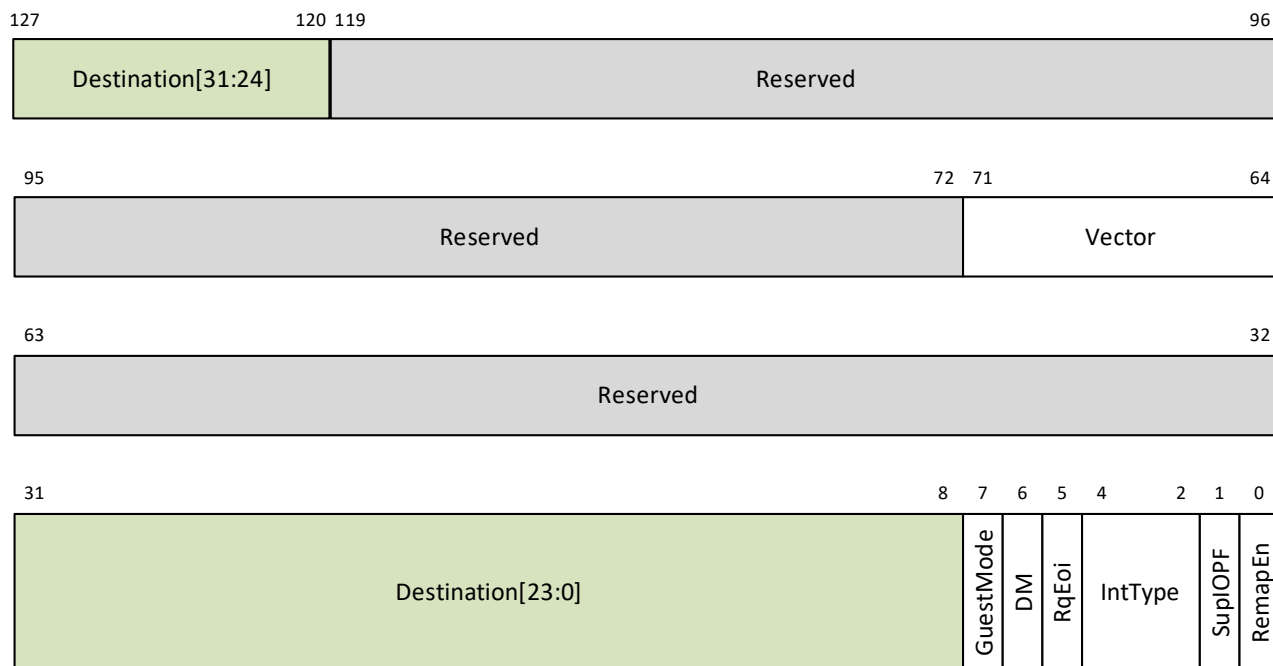 127 120 119 96
Destination[31:24] Reserved
95 72 71 64
Reserved Vector
63 32
Reserved
31 8 7 6 5 4 2 1 0
Destination[23:0] GuestMode DM RqEoi IntType SupIOPF RemapEn